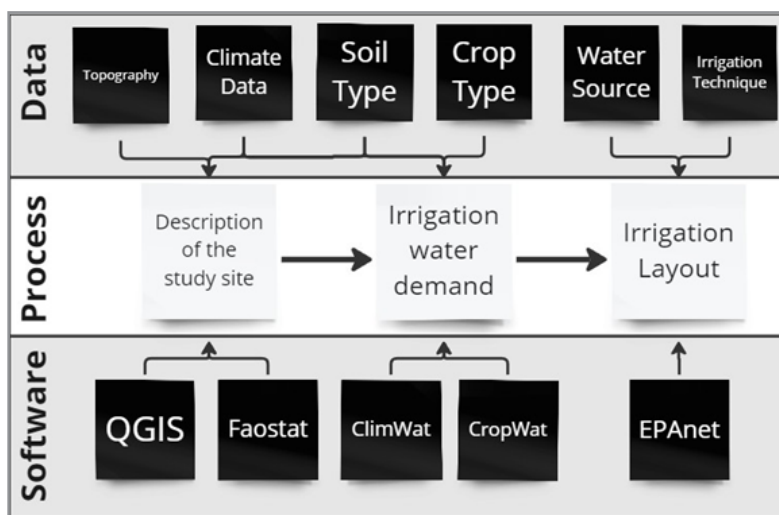 Data
Topography
Climate
Data
Soil
Type
Crop
Type
Water
Source
Irrigation
Technique
Process
Description
of the
study site
Irrigation
water
demand
Irrigation
Layout
Software
QGIS
Faostat
ClimWat
CropWat
EPAnet